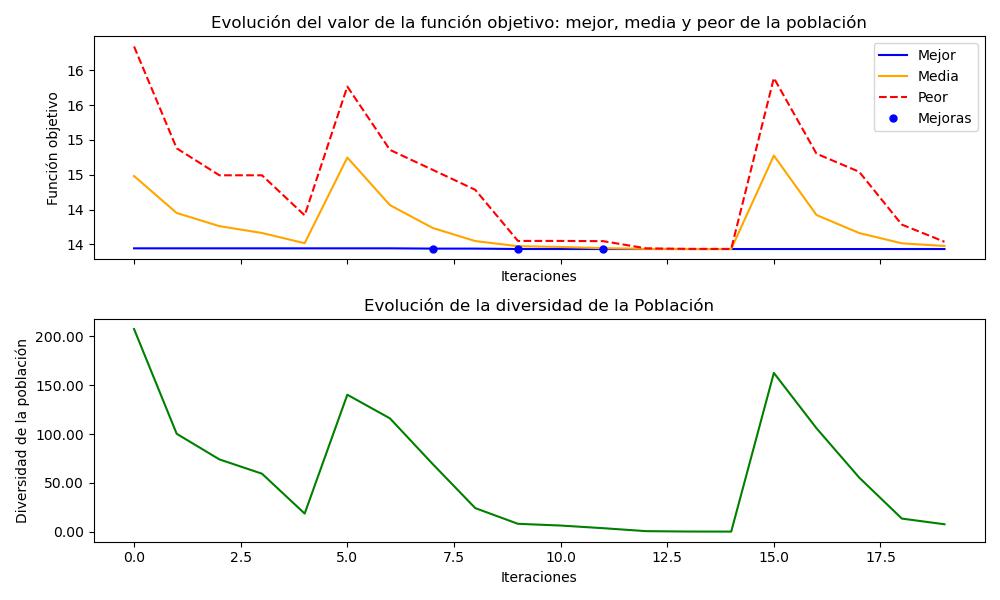 Evolución del valor de la función objetivo: mejor, media y peor de la población
Función objetivo
16
16
15
15
14
14
Mejor
Media
Peor
Mejoras
Iteraciones
Evolución de la diversidad de la Población
Diversidad de la población
200.00
150.00
100.00
50.00
0.00
0.0 2.5 5.0 7.5 10.0 12.5 15.0 17.5
Iteraciones